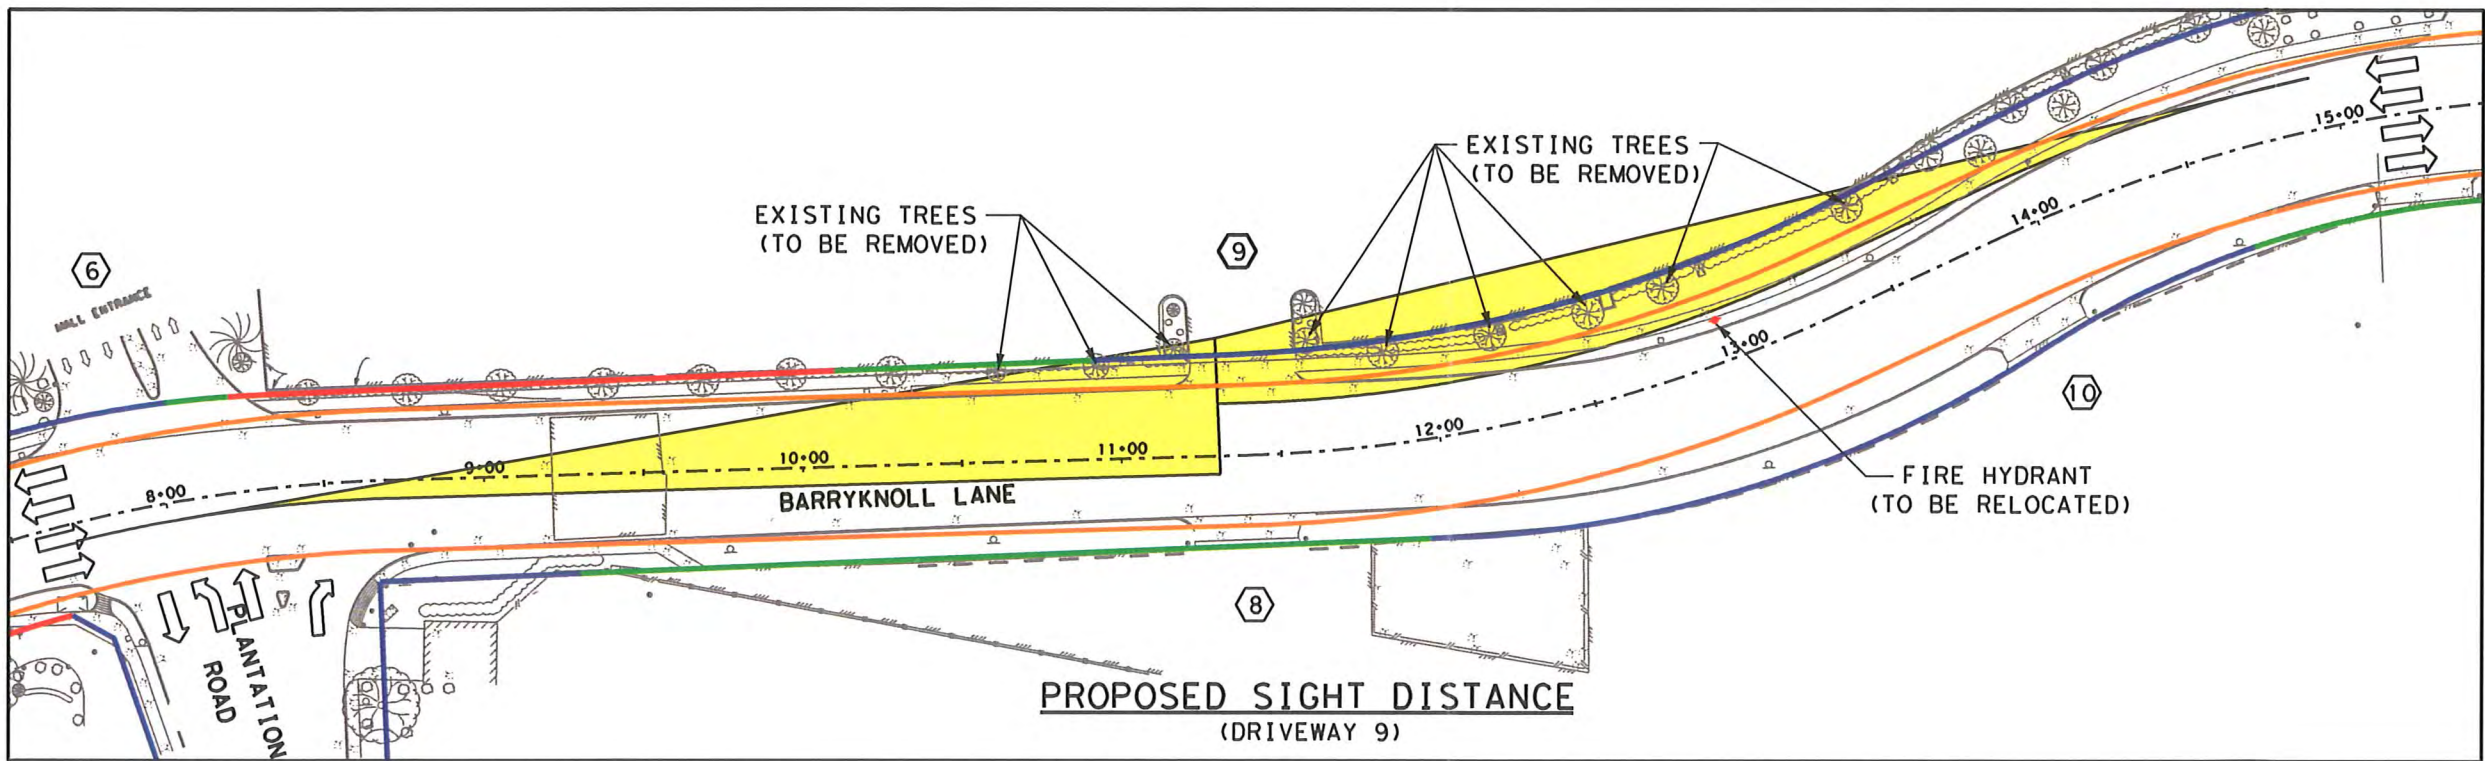 6
MALL ENTRANCE
EXISTING TREES
(TO BE REMOVED)
9
EXISTING TREES
(TO BE REMOVED)
8+00
9+00
10+00
11+00
12+00
13+00
14+00
15+00
BARRYKNOLL LANE
10
FIRE HYDRANT
(TO BE RELOCATED)
8
PLANTATION
ROAD
PROPOSED SIGHT DISTANCE
(DRIVEWAY 9)